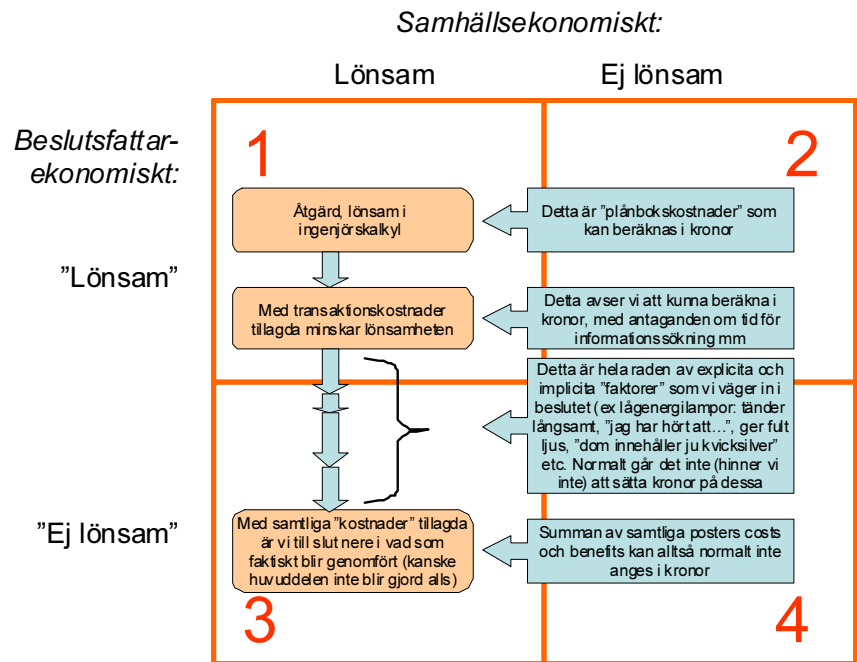 Samhällsekonomiskt:
Lönsam
Ej lönsam
Beslutsfattar-
ekonomiskt:
1
2
Åtgärd, lönsam i
ingenjörskalkyl
Detta är ”plånbokskostnader” som
kan beräknas i kronor
”Lönsam”
Med transaktionskostnader
tillagda minskar lönsamheten
Detta avser vi att kunna beräkna i
kronor, med antaganden om tid för
informationssökning mm
Detta är hela raden av explicita och
implicita ”faktorer” som vi väger in i
beslutet (ex lågenergilampor: tänder
långsamt, ”jag har hört att…”, ger fult
ljus, ”dom innehåller ju kvicksilver”
etc. Normalt går det inte (hinner vi
inte) att sätta kronor på dessa
”Ej lönsam”
Med samtliga ”kostnader” tillagda
är vi till slut nere i vad som
faktiskt blir genomfört (kanske
huvuddelen inte blir gjord alls)
Summan av samtliga posters costs
och benefits kan alltså normalt inte
anges i kronor
3
4